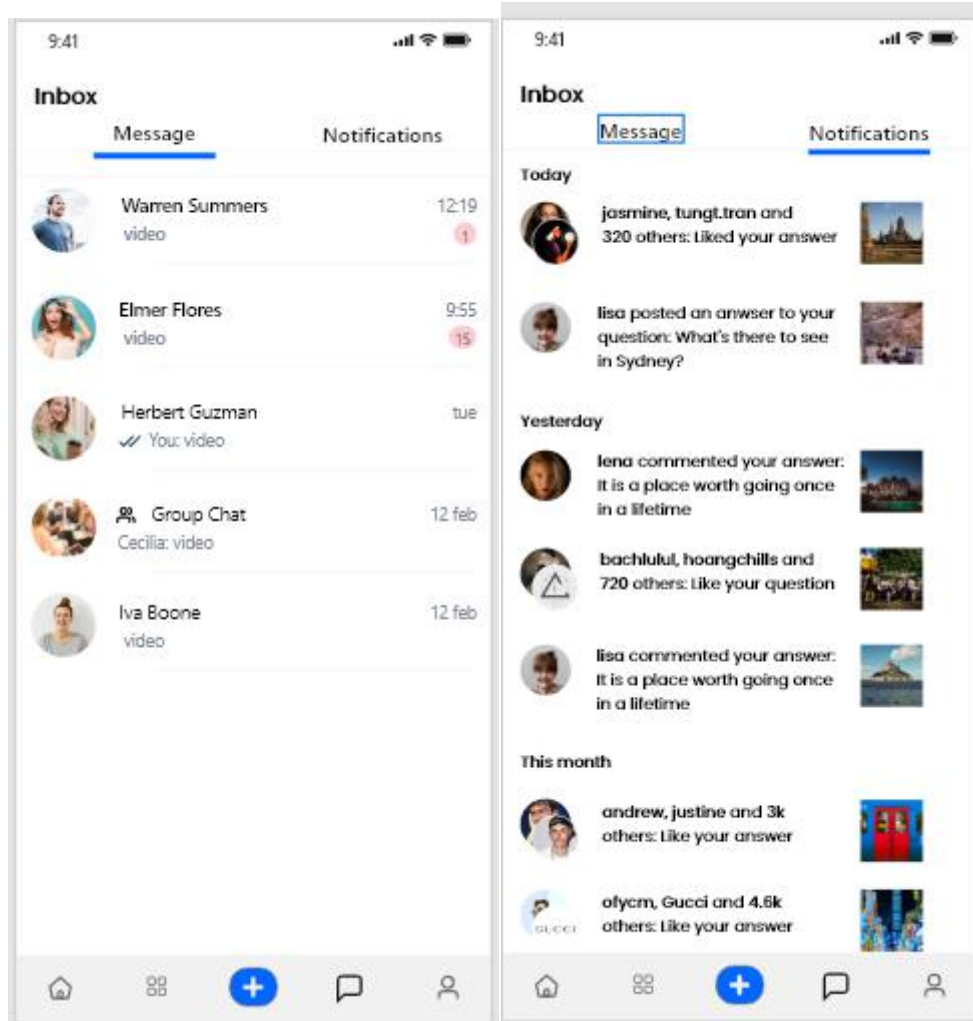 9:41
Inbox
Message Notifications
Warren Summers 12:19
video 1
Elmer Flores 9:55
video 15
Herbert Guzman tue
You: video
Group Chat 12 feb
Cecilia: video
Iva Boone 12 feb
video
9:41
Inbox
Message Notifications
Today
jasmine, tungt.tran and
320 others: Liked your answer
lisa posted an anwser to your
question: What's there to see
in Sydney?
Yesterday
lena commented your answer:
It is a place worth going once
in a lifetime
bachlulul, hoangchills and
720 others: Like your question
lisa commented your answer:
It is a place worth going once
in a lifetime
This month
andrew, justine and 3k
others: Like your answer
ofycm, Gucci and 4.6k
GUCCI
others: Like your answer